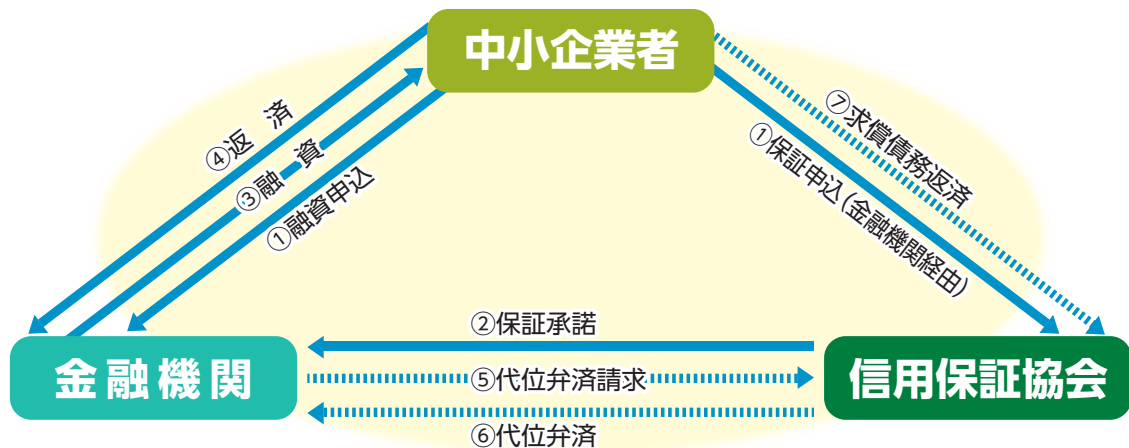 中小企業者
④返 済
③融 資
①融資申込
⑦求償債務返済
①保証申込(金融機関経由)
②保証承諾
金融機関
⑤代位弁済請求
信用保証協会
⑥代位弁済